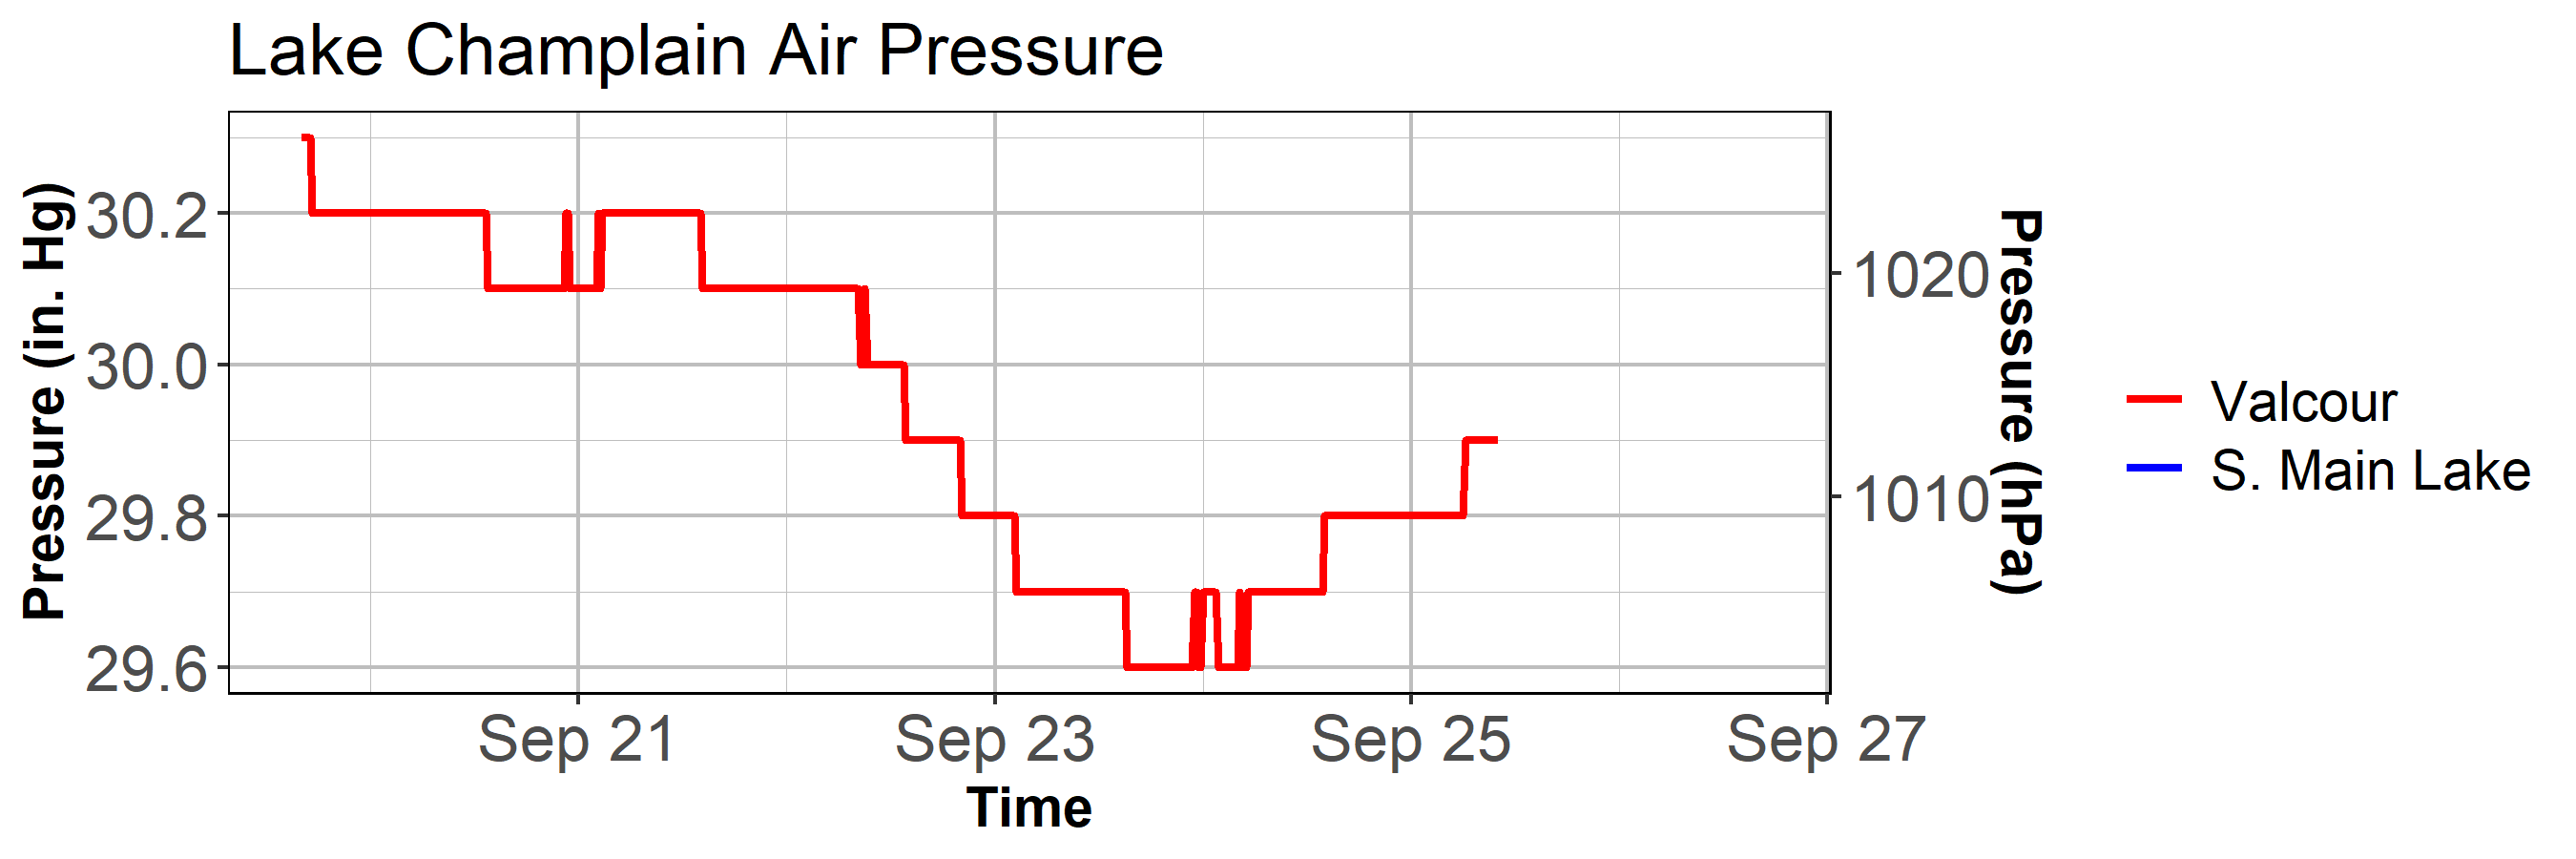 Lake Champlain Air Pressure
Pressure (in. Hg)
30.2
30.0
29.8
29.6
1020
1010
Pressure (hPa)
Valcour
S. Main Lake
Sep 21
Sep 23
Sep 25
Sep 27
Time